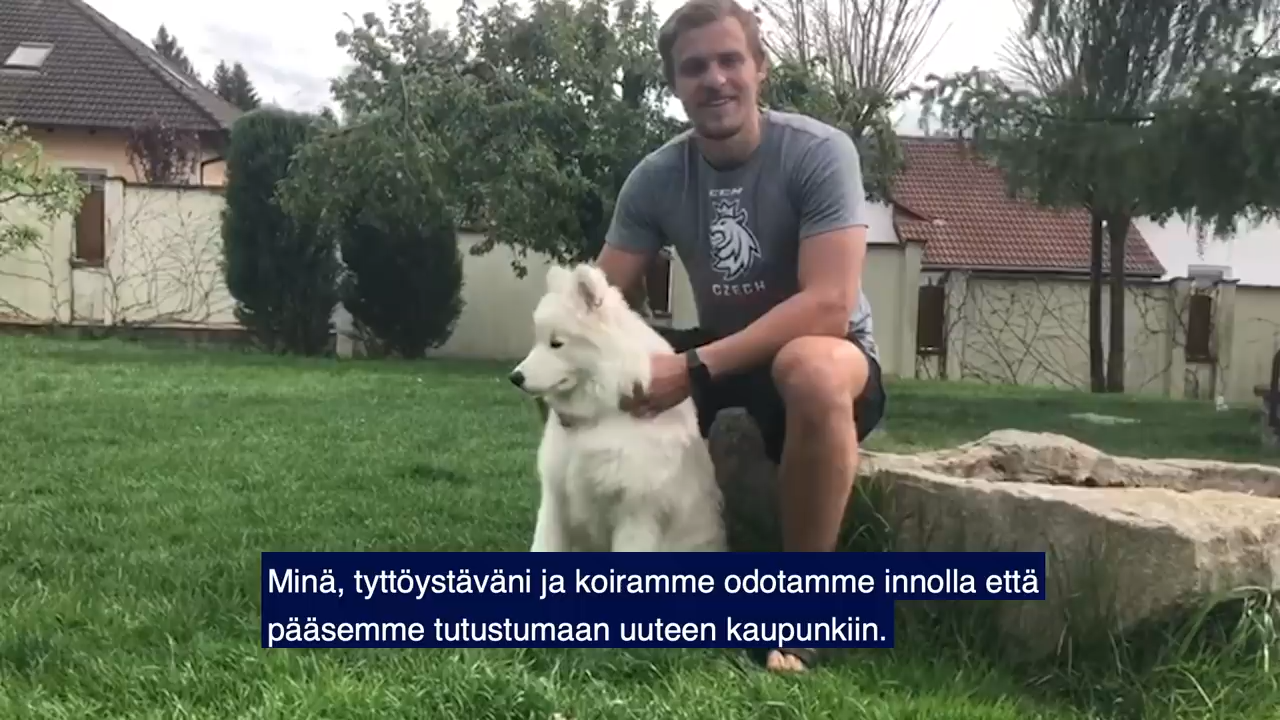 CCM
CZECH
Minä, tyttöystäväni ja koiramme odotamme innolla että
pääsemme tutustumaan uuteen kaupunkiin.